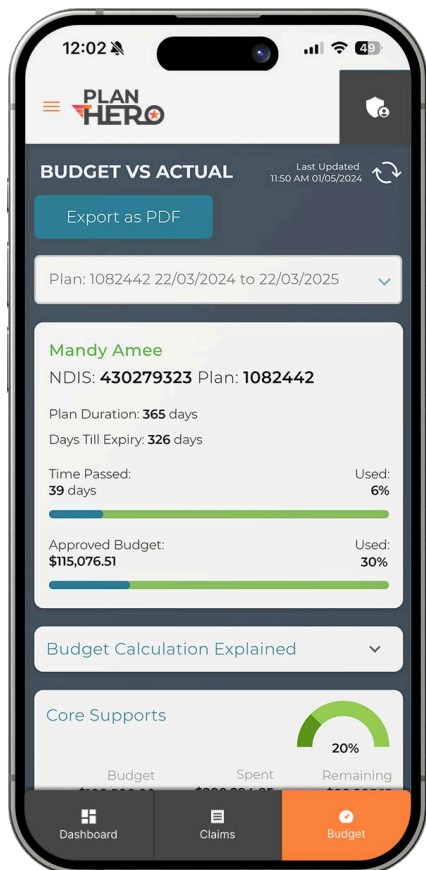 12:02
49
PLAN
HERO
BUDGET VS ACTUAL
Last Updated
11:50 AM 01/05/2024
Export as PDF
Plan: 1082442 22/03/2024 to 22/03/2025
Mandy Amee
NDIS: 430279323 Plan: 1082442
Plan Duration: 365 days
Days Till Expiry: 326 days
Time Passed: Used:
39 days 6%
Approved Budget: Used:
$115,076.51 30%
Budget Calculation Explained
Core Supports
20%
Budget Spent Remaining
Dashboard Claims Budget